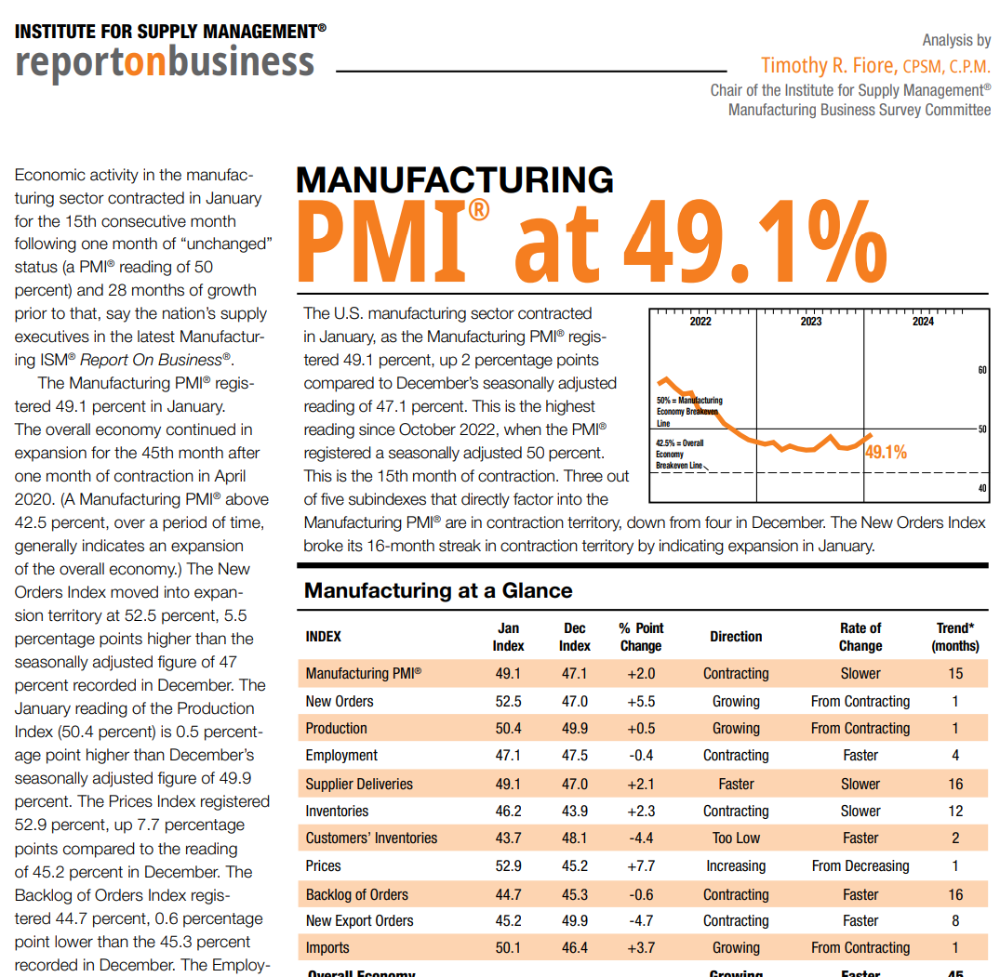 INSTITUTE FOR SUPPLY MANAGEMENT®
reportonbusiness
Analysis by
Timothy R. Fiore, CPSM, C.P.M.
Chair of the Institute for Supply Management®
Manufacturing Business Survey Committee
Economic activity in the manufac-
turing sector contracted in January
for the 15th consecutive month
following one month of “unchanged”
status (a PMI® reading of 50
percent) and 28 months of growth
prior to that, say the nation’s supply
executives in the latest Manufactur-
ing ISM® Report On Business®.
The Manufacturing PMI® regis-
tered 49.1 percent in January.
The overall economy continued in
expansion for the 45th month after
one month of contraction in April
2020. (A Manufacturing PMI® above
42.5 percent, over a period of time,
generally indicates an expansion
of the overall economy.) The New
Orders Index moved into expan-
sion territory at 52.5 percent, 5.5
percentage points higher than the
seasonally adjusted figure of 47
percent recorded in December. The
January reading of the Production
Index (50.4 percent) is 0.5 percent-
age point higher than December’s
seasonally adjusted figure of 49.9
percent. The Prices Index registered
52.9 percent, up 7.7 percentage
points compared to the reading
of 45.2 percent in December. The
Backlog of Orders Index regis-
tered 44.7 percent, 0.6 percentage
point lower than the 45.3 percent
recorded in December. The Employ-
MANUFACTURING
PMI® at 49.1%
The U.S. manufacturing sector contracted
in January, as the Manufacturing PMI® regis-
tered 49.1 percent, up 2 percentage points
compared to December’s seasonally adjusted
reading of 47.1 percent. This is the highest
reading since October 2022, when the PMI®
registered a seasonally adjusted 50 percent.
This is the 15th month of contraction. Three out
of five subindexes that directly factor into the
Manufacturing PMI® are in contraction territory, down from four in December. The New Orders Index
broke its 16-month streak in contraction territory by indicating expansion in January.
2022 2023 2024
60
50% = Manufacturing
Economy Breakeven
Line
50
42.5% = Overall
Economy
Breakeven Line
49.1%
40
Manufacturing at a Glance
INDEX Jan Index Dec Index % Point Change Direction Rate of Change Trend* (months)
Manufacturing PMI® 49.1 47.1 +2.0 Contracting Slower 15
New Orders 52.5 47.0 +5.5 Growing From Contracting 1
Production 50.4 49.9 +0.5 Growing From Contracting 1
Employment 47.1 47.5 -0.4 Contracting Faster 4
Supplier Deliveries 49.1 47.0 +2.1 Faster Slower 16
Inventories 46.2 43.9 +2.3 Contracting Slower 12
Customers’ Inventories 43.7 48.1 -4.4 Too Low Faster 2
Prices 52.9 45.2 +7.7 Increasing From Decreasing 1
Backlog of Orders 44.7 45.3 -0.6 Contracting Faster 16
New Export Orders 45.2 49.9 -4.7 Contracting Faster 8
Imports 50.1 46.4 +3.7 Growing From Contracting 1
Overall Economy Growing Faster 45